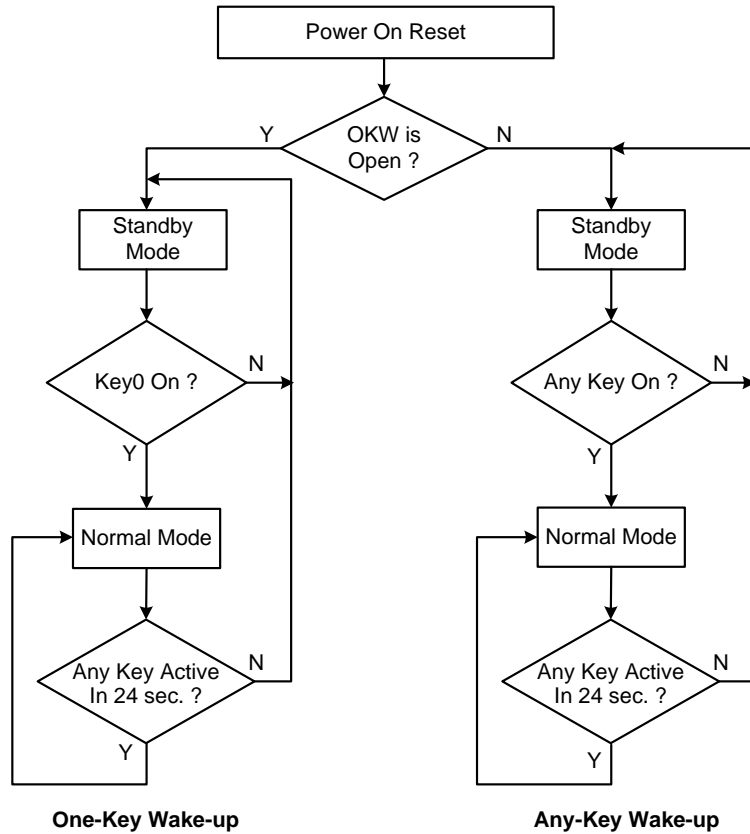 Power On Reset
OKW is
Open ?
Y
N
Standby
Mode
Standby
Mode
Key0 On ?
N
Y
Any Key On ?
N
Y
Normal Mode
Normal Mode
Any Key Active
In 24 sec. ?
N
Y
Any Key Active
In 24 sec. ?
N
Y
One-Key Wake-up
Any-Key Wake-up